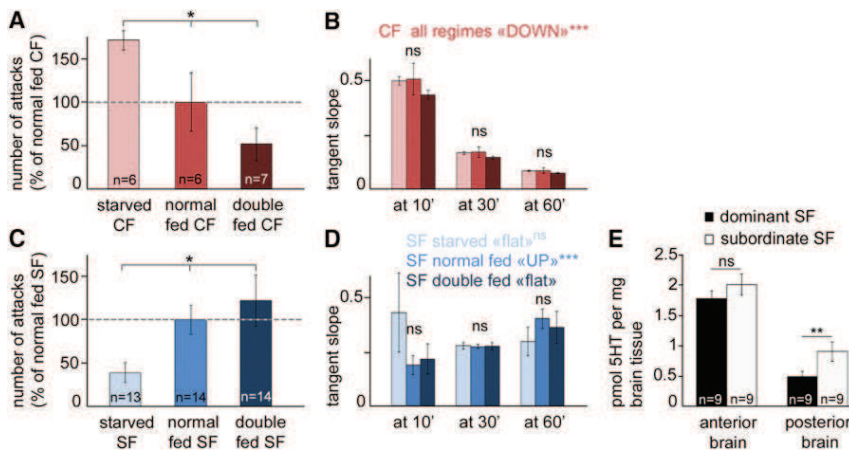 A
number of attacks
(% of normal fed CF)
150
100
50
0
*
n=6
n=6
n=7
starved
CF
normal
fed CF
double
fed CF
B
CF all regimes «DOWN»***
tangent slope
0.5
ns
ns
ns
at 10'
at 30'
at 60'
C
number of attacks
(% of normal fed SF)
150
100
50
0
*
n=13
n=14
n=14
starved
SF
normal
fed SF
double
fed SF
D
SF starved «flat»ns
SF normal fed «UP»***
SF double fed «flat»
tangent slope
0.5
ns
ns
ns
at 10'
at 30'
at 60'
E
dominant SF
subordinate SF
pmol 5HT per mg
brain tissue
2
1.5
1
0.5
0
ns
**
n=9
n=9
n=9
n=9
anterior
brain
posterior
brain